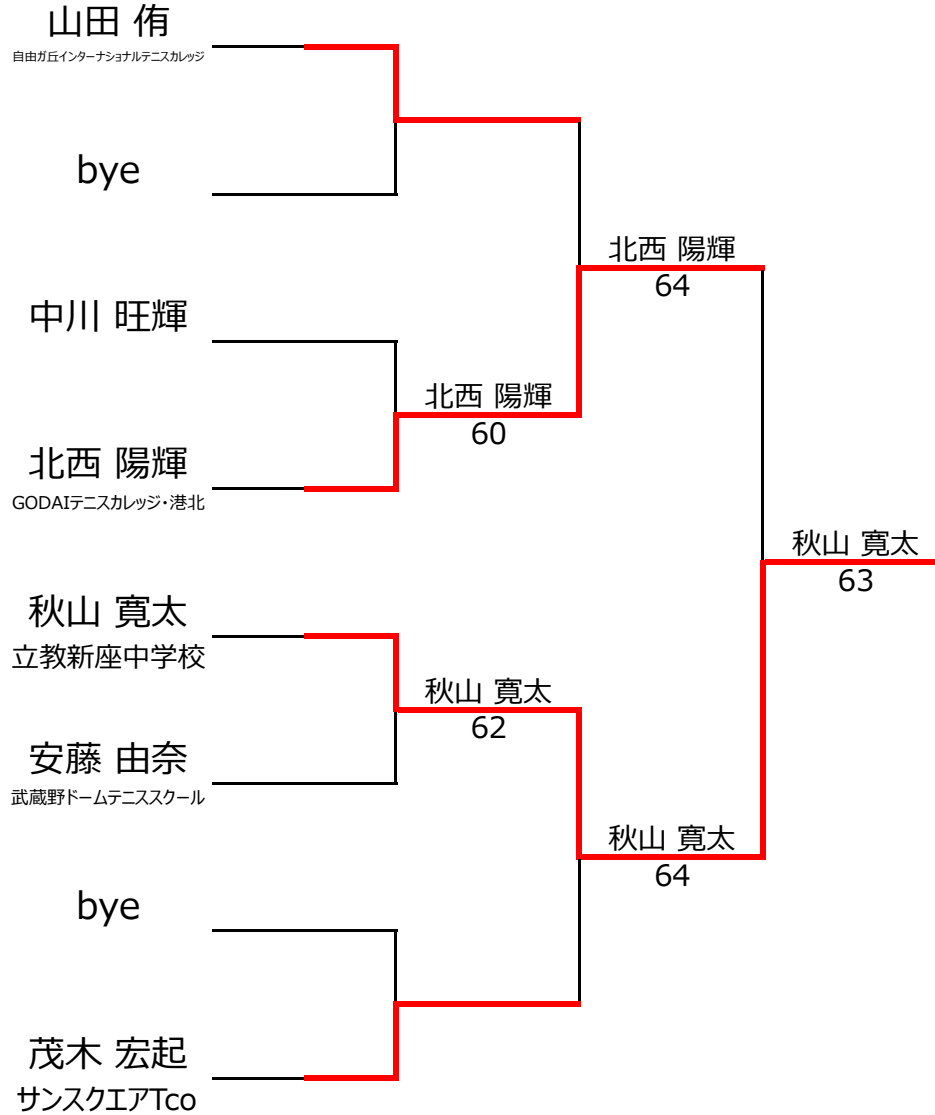 山田 侑
自由ガ丘インターナショナルテニスカレッジ
bye
中川 旺輝
北西 陽輝
GODAIテニスカレッジ・港北
秋山 寛太
立教新座中学校
安藤 由奈
武蔵野ドームテニススクール
bye
茂木 宏起
サンスクエアTco
北西 陽輝
60
秋山 寛太
62
北西 陽輝
64
秋山 寛太
64
秋山 寛太
63